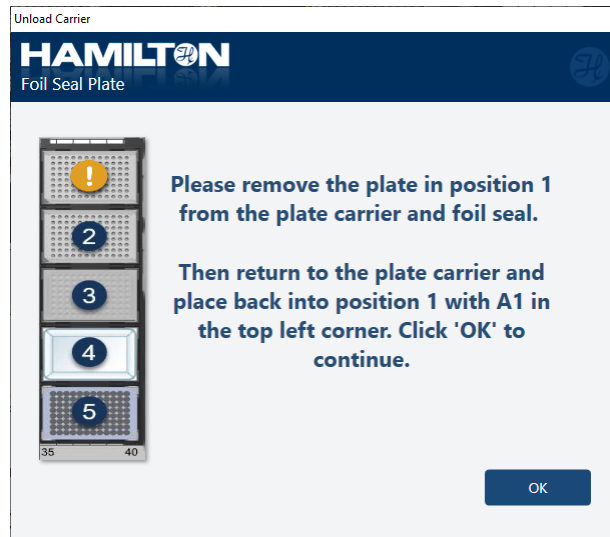 Unload Carrier
HAMILTON
Foil Seal Plate
!
Please remove the plate in position 1
from the plate carrier and foil seal.
2
Then return to the plate carrier and
3
place back into position 1 with A1 in
the top left corner. Click 'OK' to
4
continue.
5
35 40
OK